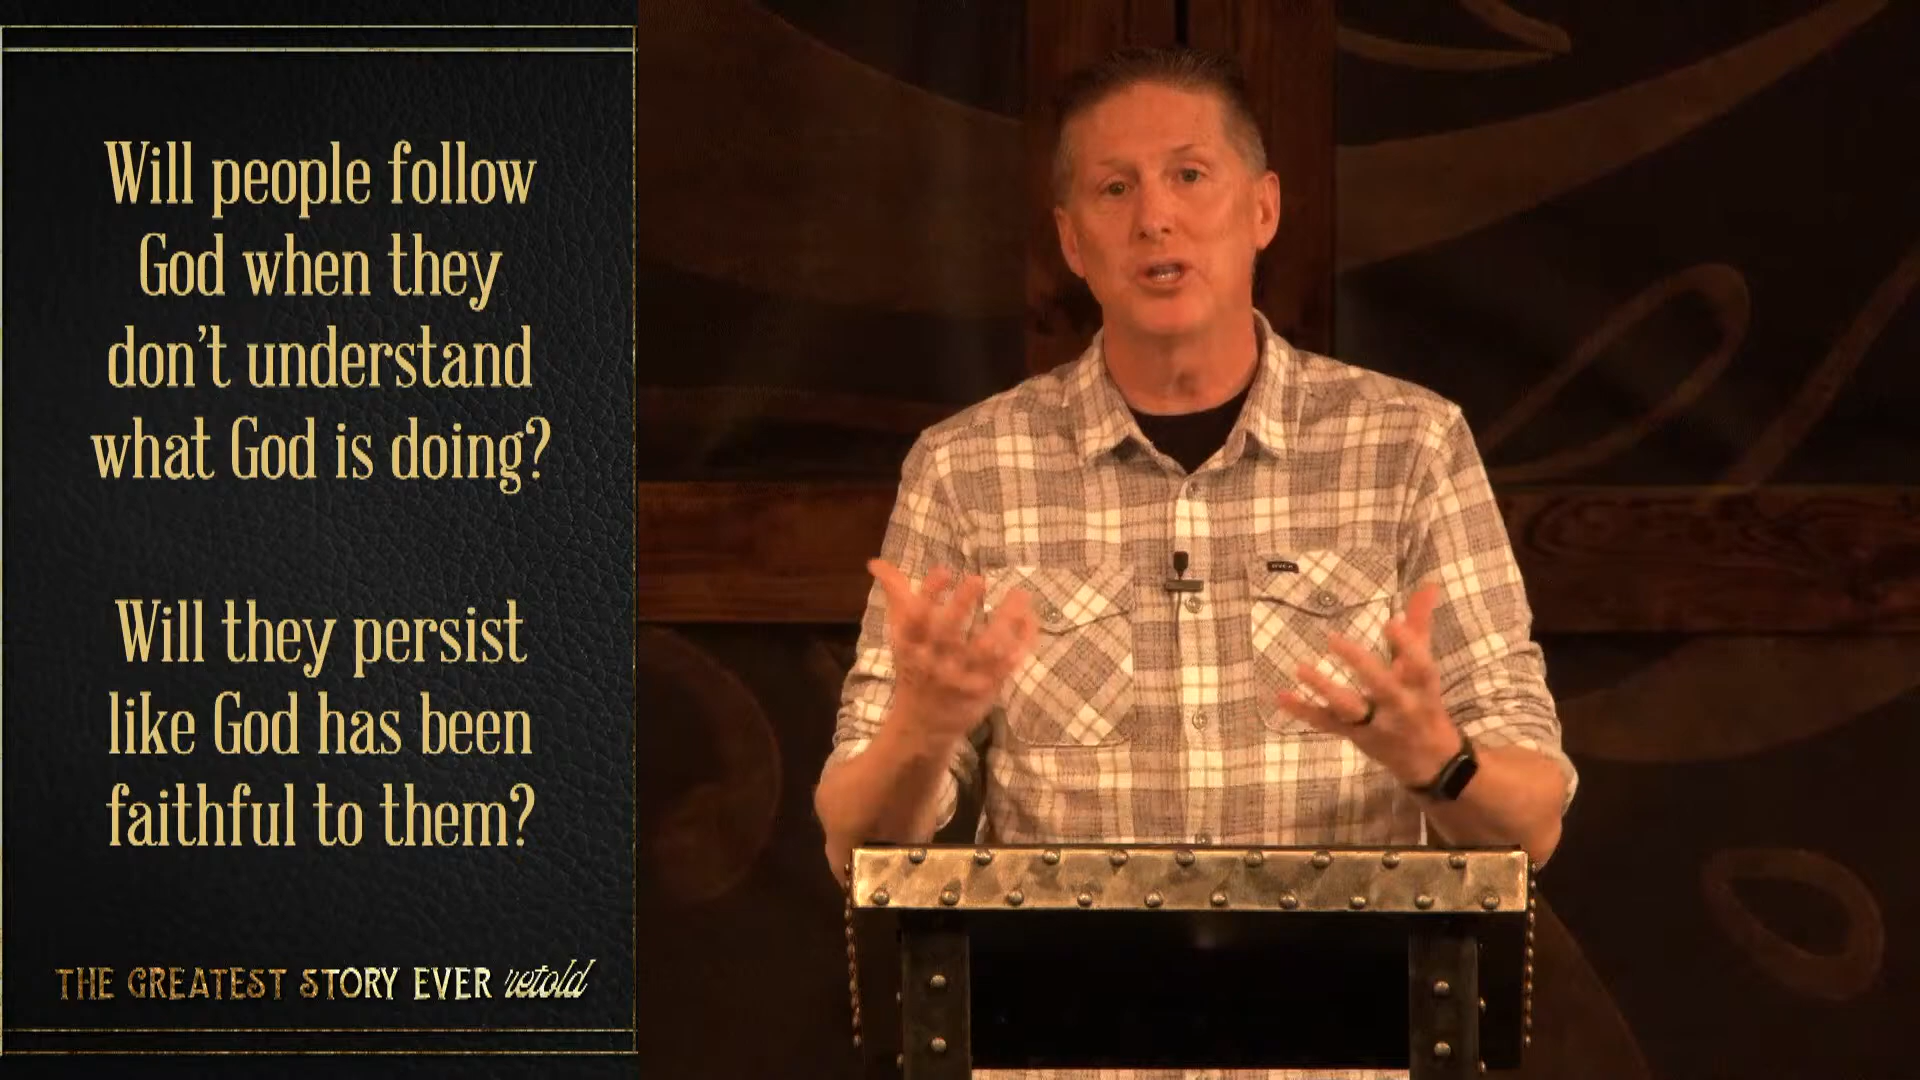 Will people follow
God when they
don't understand
what God is doing?
Will they persist
like God has been
faithful to them?
THE GREATEST STORY EVER retold